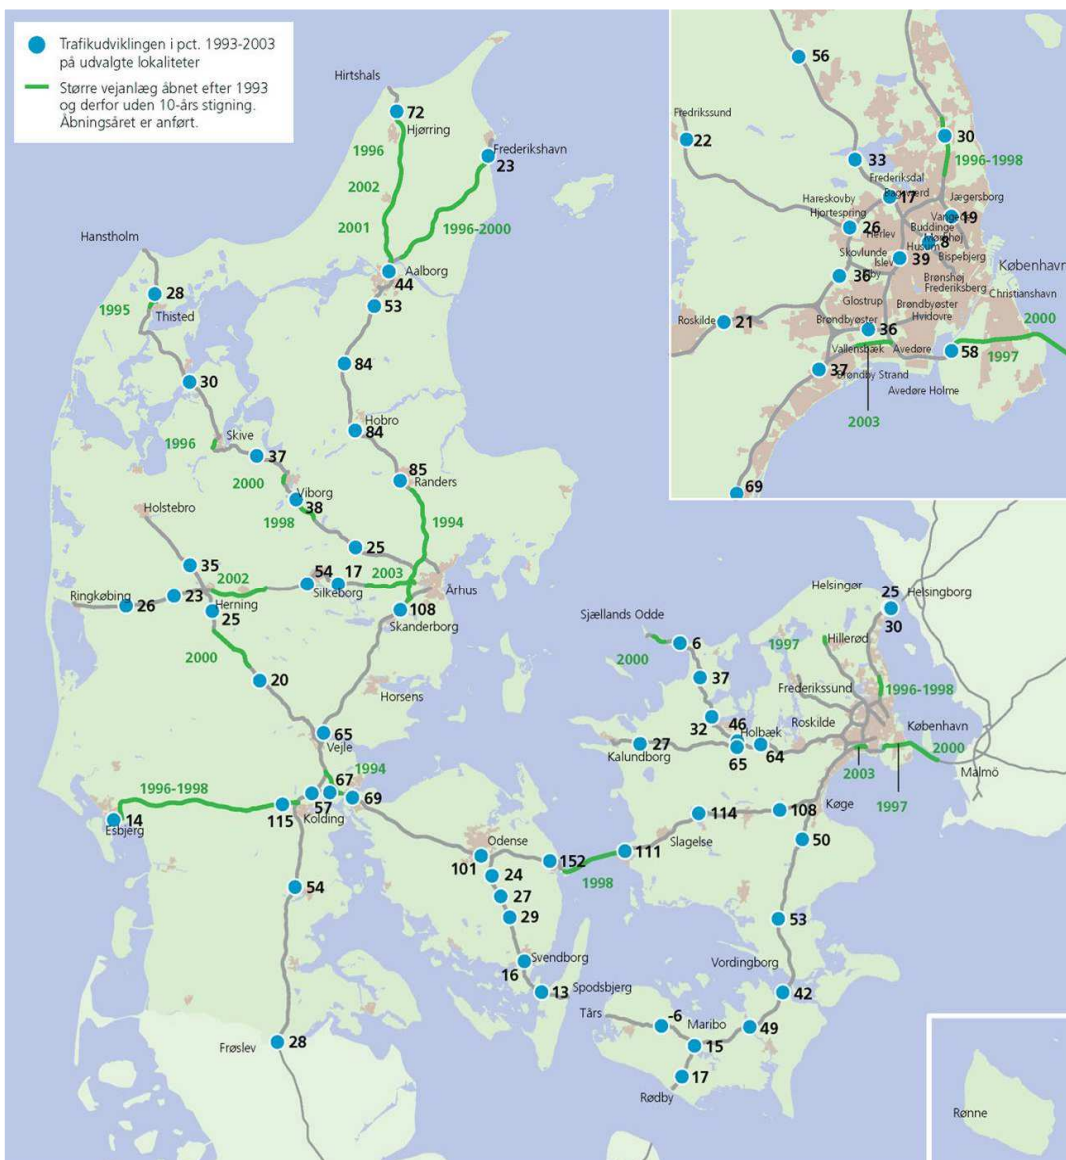 Trafikudviklingen i pct. 1993-2003
på udvalgte lokaliteter
Større vejanlæg åbnet efter 1993
og derfor uden 10-års stigning.
Åbningsåret er anført.
Hirtshals
72
Hjørring
1996
Frederikshavn
23
2002
2001
1996-2000
Hanstholm
Aalborg
44
28
1995
Thisted
53
84
30
Hobro
84
Skive
1996
37
85
Randers
2000
Viborg
38
Holstebro
1998
1994
25
35
54
17
2003
2002
Silkeborg
Århus
Ringkøbing
23
26
Herning
25
108
Skanderborg
2000
20
Horsens
65
Vejle
1994
67
1996-1998
69
57
Kolding
14
Esbjerg
115
54
Frøslev
28
Odense
101
152
24
1998
27
29
Svendborg
16
13
Spodsbjerg
56
Fredrikssund
22
30
33
1996-1998
Frederiksdal
Bagsværd
17
Jægersborg
Hareskovby
Hjortespring
26
19
Buddinge
Herlev
Mørkhøj
8
Husum
Bispebjerg
Skovlunde
Islev
39
København
36
Brønshøj
Frederiksberg
Christianshavn
Glostrup
Brøndbyøster
Hvidovre
Roskilde
21
Brøndbyøster
36
2000
Vallensbæk
Avedøre
58
1997
37
Brøndby Strand
Avedøre Holme
2003
69
Helsingør
25
Helsingborg
30
Sjællands Odde
6
1997
Hillerød
2000
37
Frederikssund
1996-1998
46
32
Holbæk
Roskilde
København
27
Kalundborg
65
64
2000
2003
Malmö
1997
Køge
114
108
Slagelse
111
50
53
Vordingborg
42
Tårs
-6
Maribo
49
15
17
Rødby
Rønne